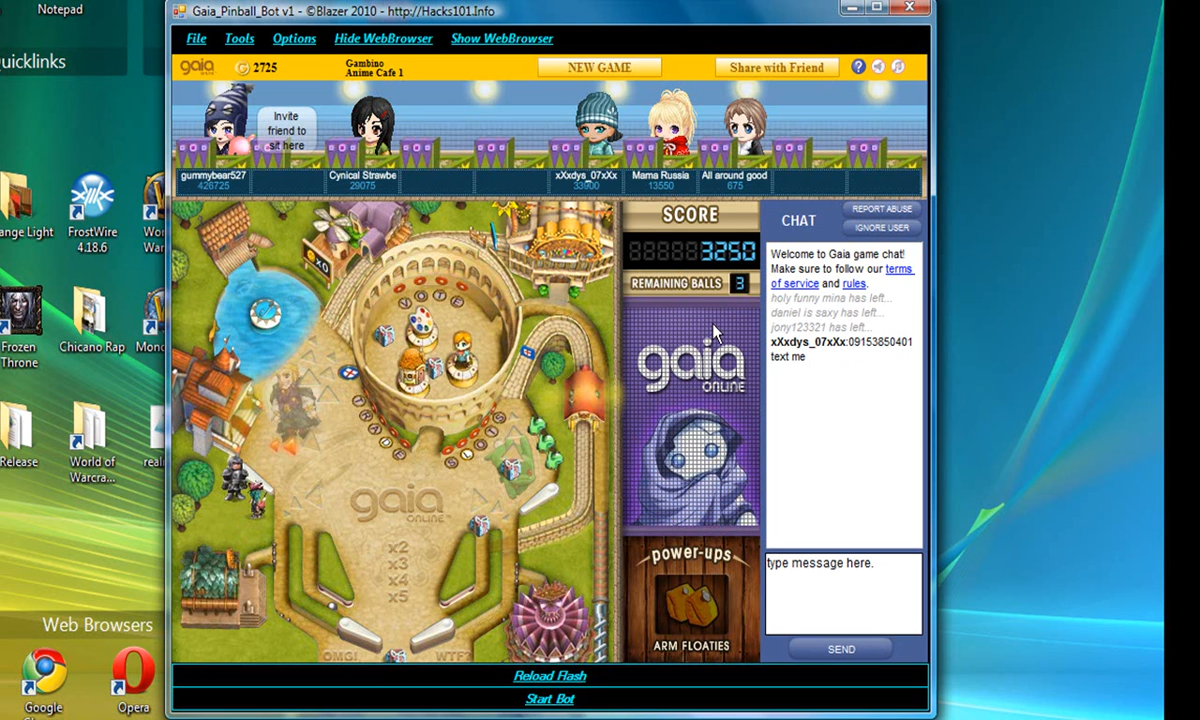 Notepad
Gaia_Pinball_Bot v1 - ©Blazer 2010 - http://Hacks101.Info
File Tools Options Hide WebBrowser Show WebBrowser
uicklinks
gaia
2725
Gambino
Anime Cafe 1
NEW GAME
Share with Friend
?
Invite
friend to
sit here
gummybear527
426725
Cynical Strawbe
29075
xXxdys_07xXx
33900
Mama Russia
13550
All around good
675
ange Light
FrostWire
4.18.6
Wor
War
Frozen
Throne
Chicano Rap
Mono
Release
World of
Warcra...
reali
x0
VOTE
gaia
ONLINE
x2
x3
x4
x5
OMG!
WTF?
SCORE
3250
REMAINING BALLS 3
gaia
ONLINE
power-ups
ARM FLOATIES
CHAT
REPORT ABUSE
IGNORE USER
Welcome to Gaia game chat!
Make sure to follow our terms
of service and rules.
holy funny mina has left...
daniel is saxy has left...
jony123321 has left...
xXxdys_07xXx:09153850401
text me
type message here.
SEND
Web Browsers
Google
Opera
Reload Flash
Start Bot